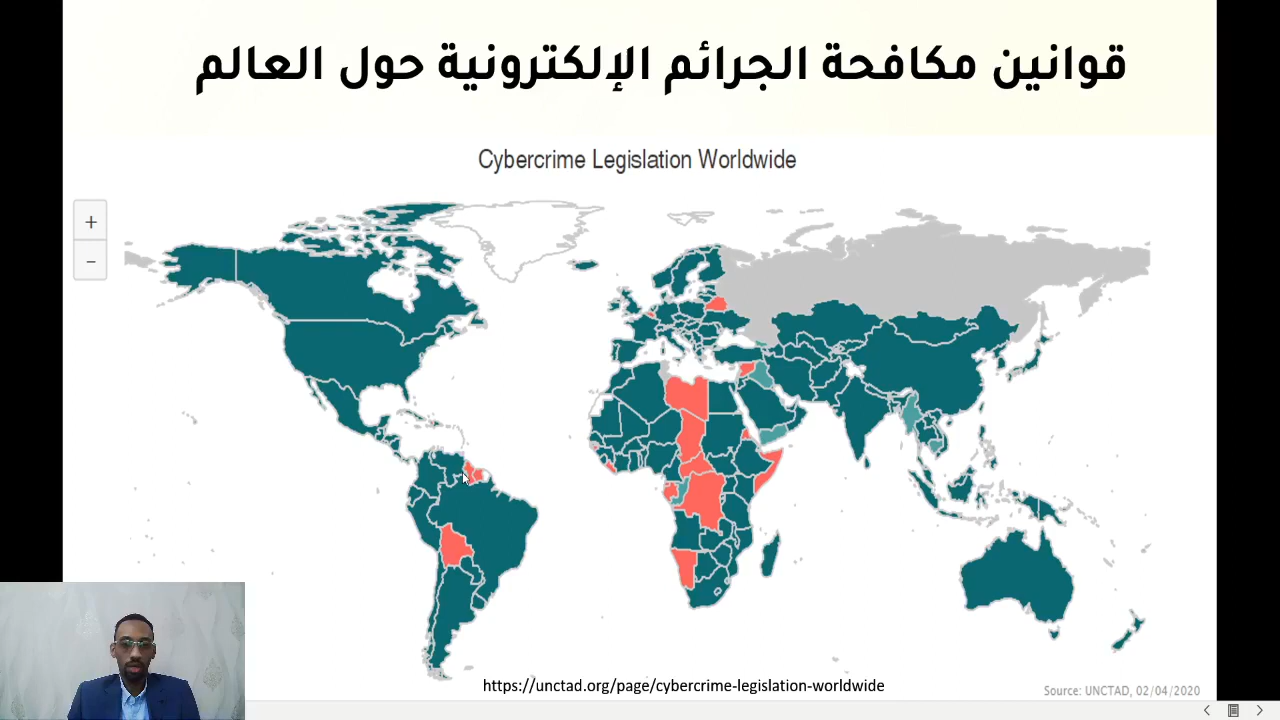 قوانين مكافحة الجرائم الإلكترونية حول العالم
Cybercrime Legislation Worldwide
+
−
https://unctad.org/page/cybercrime-legislation-worldwide
Source: UNCTAD, 02/04/2020